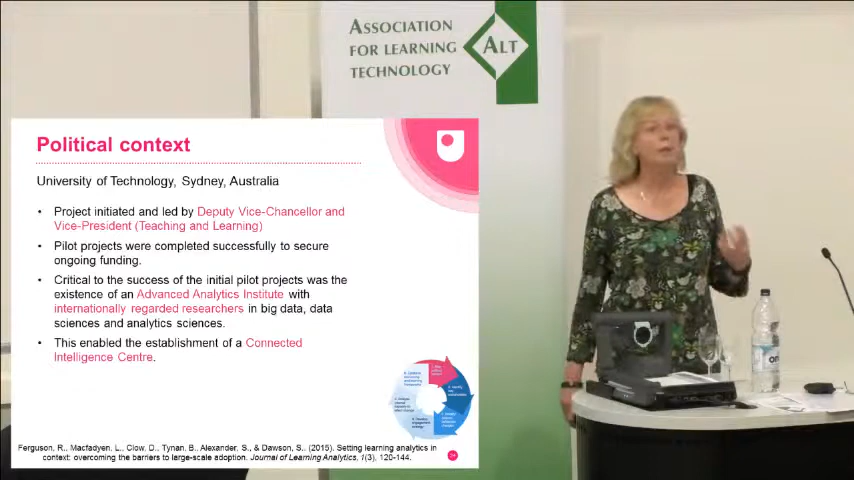 ASSOCIATION
FOR LEARNING
TECHNOLOGY
ALT
Political context
University of Technology, Sydney, Australia
• Project initiated and led by Deputy Vice-Chancellor and
Vice-President (Teaching and Learning)
• Pilot projects were completed successfully to secure
ongoing funding.
• Critical to the success of the initial pilot projects was the
existence of an Advanced Analytics Institute with
internationally regarded researchers in big data, data
sciences and analytics sciences.
• This enabled the establishment of a Connected
Intelligence Centre.
Ferguson, R., Macfadyen, L., Clow, D., Tynan, B., Alexander, S., & Dawson, S.. (2015). Setting learning analytics in
context: overcoming the barriers to large-scale adoption. Journal of Learning Analytics, 1(3), 120-144.